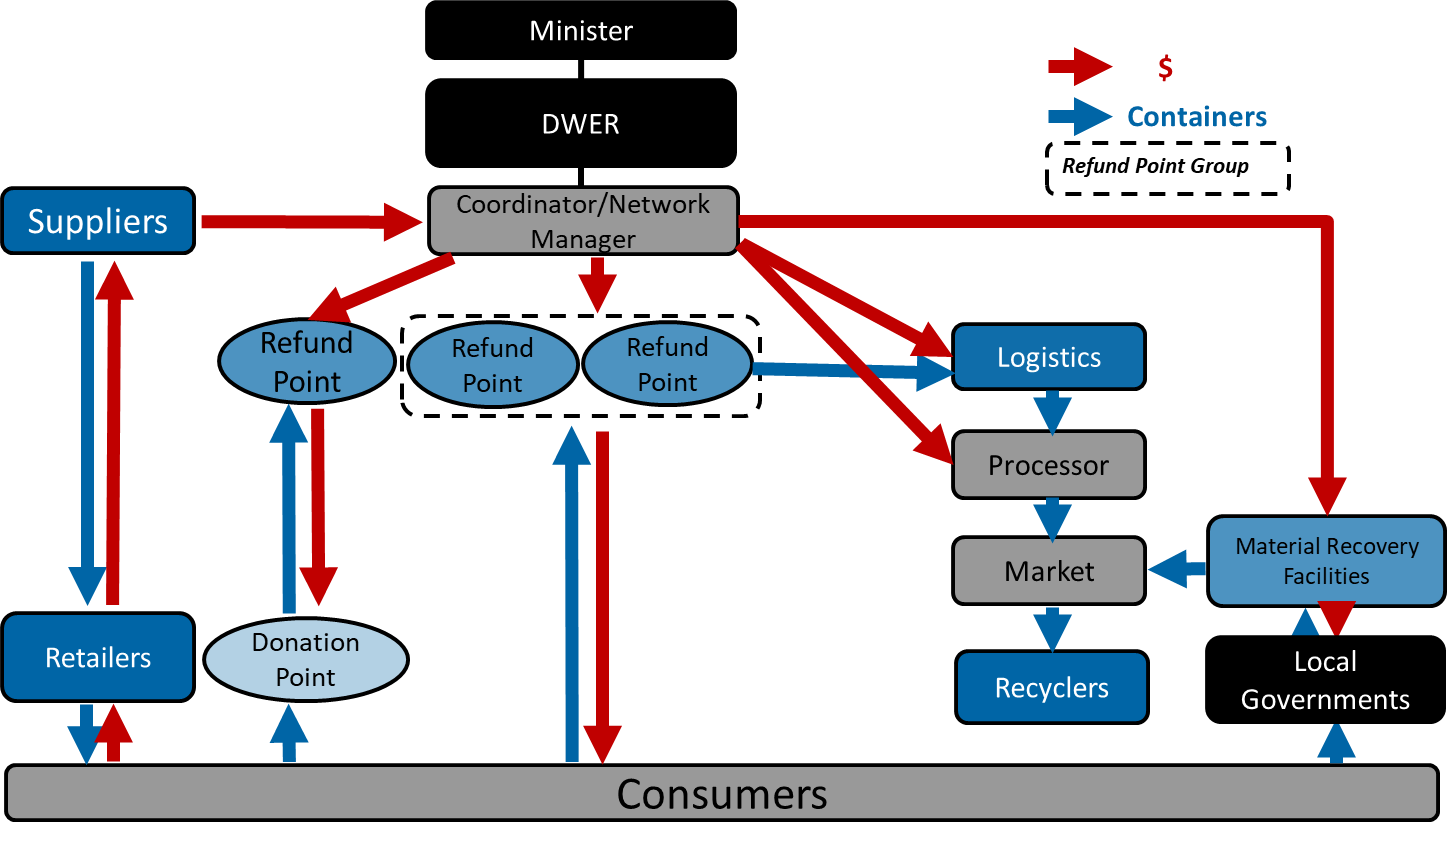 Minister
DWER
$
Containers
Refund Point Group
Suppliers
Coordinator/Network
Manager
Refund
Point
Refund
Point
Refund
Point
Logistics
Processor
Market
Material Recovery
Facilities
Retailers
Donation
Point
Recyclers
Local
Governments
Consumers